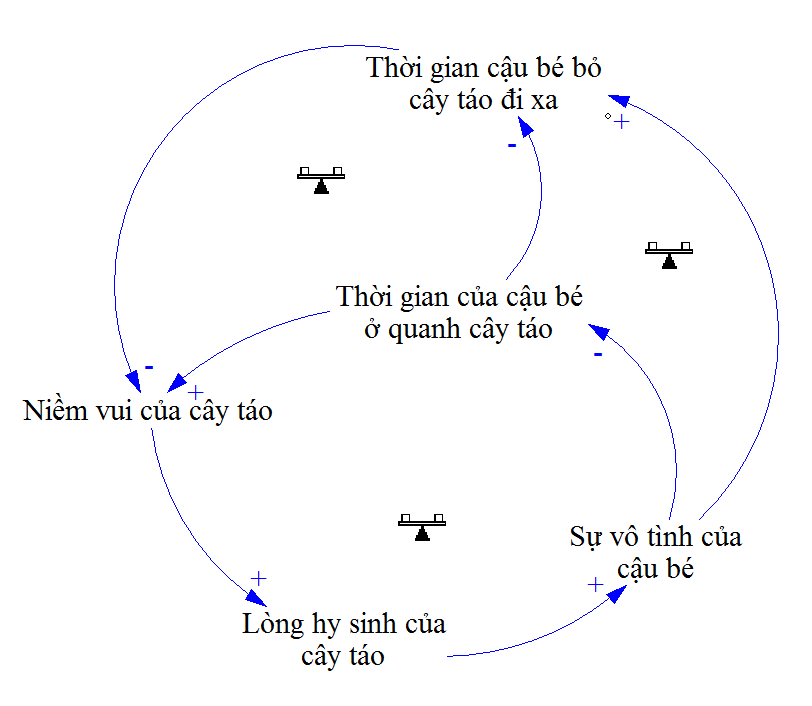 Thời gian cậu bé bỏ
cây táo đi xa
+
-
Thời gian của cậu bé
ở quanh cây táo
-
-
+
Niềm vui của cây táo
Sự vô tình của
cậu bé
+
+
Lòng hy sinh của
cây táo